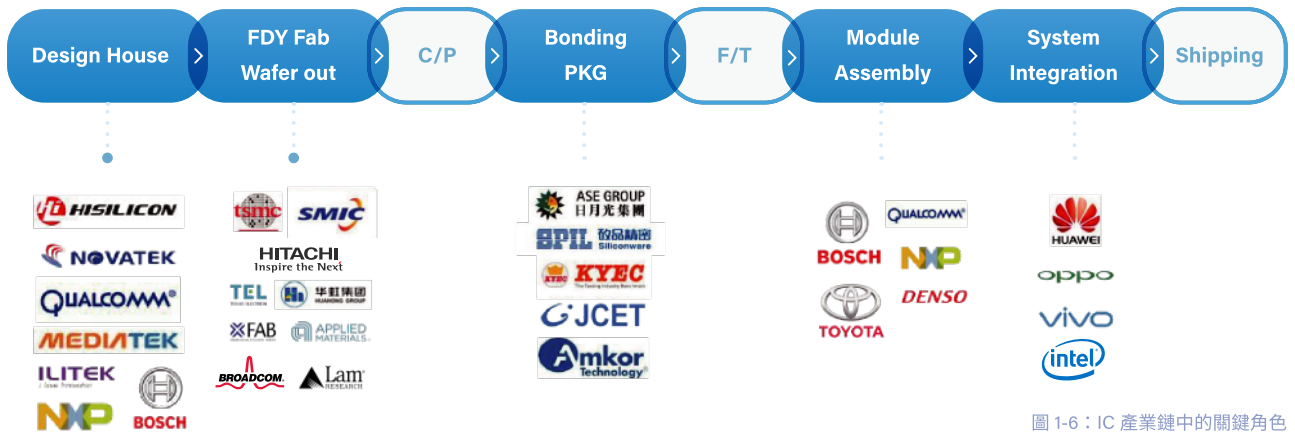 Design House
FDY Fab
Wafer out
C/P
Bonding
PKG
F/T
Module
Assembly
System
Integration
Shipping
HISILICON
NOVATEK
QUALCOMM®
MEDIATEK
ILITEK
NXP
BOSCH
tsmc
SMIC
HITACHI
Inspire the Next
TEL
华虹集团
HUAHONG GROUP
XFAB
APPLIED
MATERIALS
BROADCOM
Lam
RESEARCH
ASE GROUP
日月光集團
SPIL 矽品精密
Siliconware
KYEC KYEC
JCET
Amkor
Technology®
BOSCH
TOYOTA
QUALCOMM®
NXP
DENSO
HUAWEI
oppo
vivo
intel
圖 1-6：IC 產業鏈中的關鍵角色